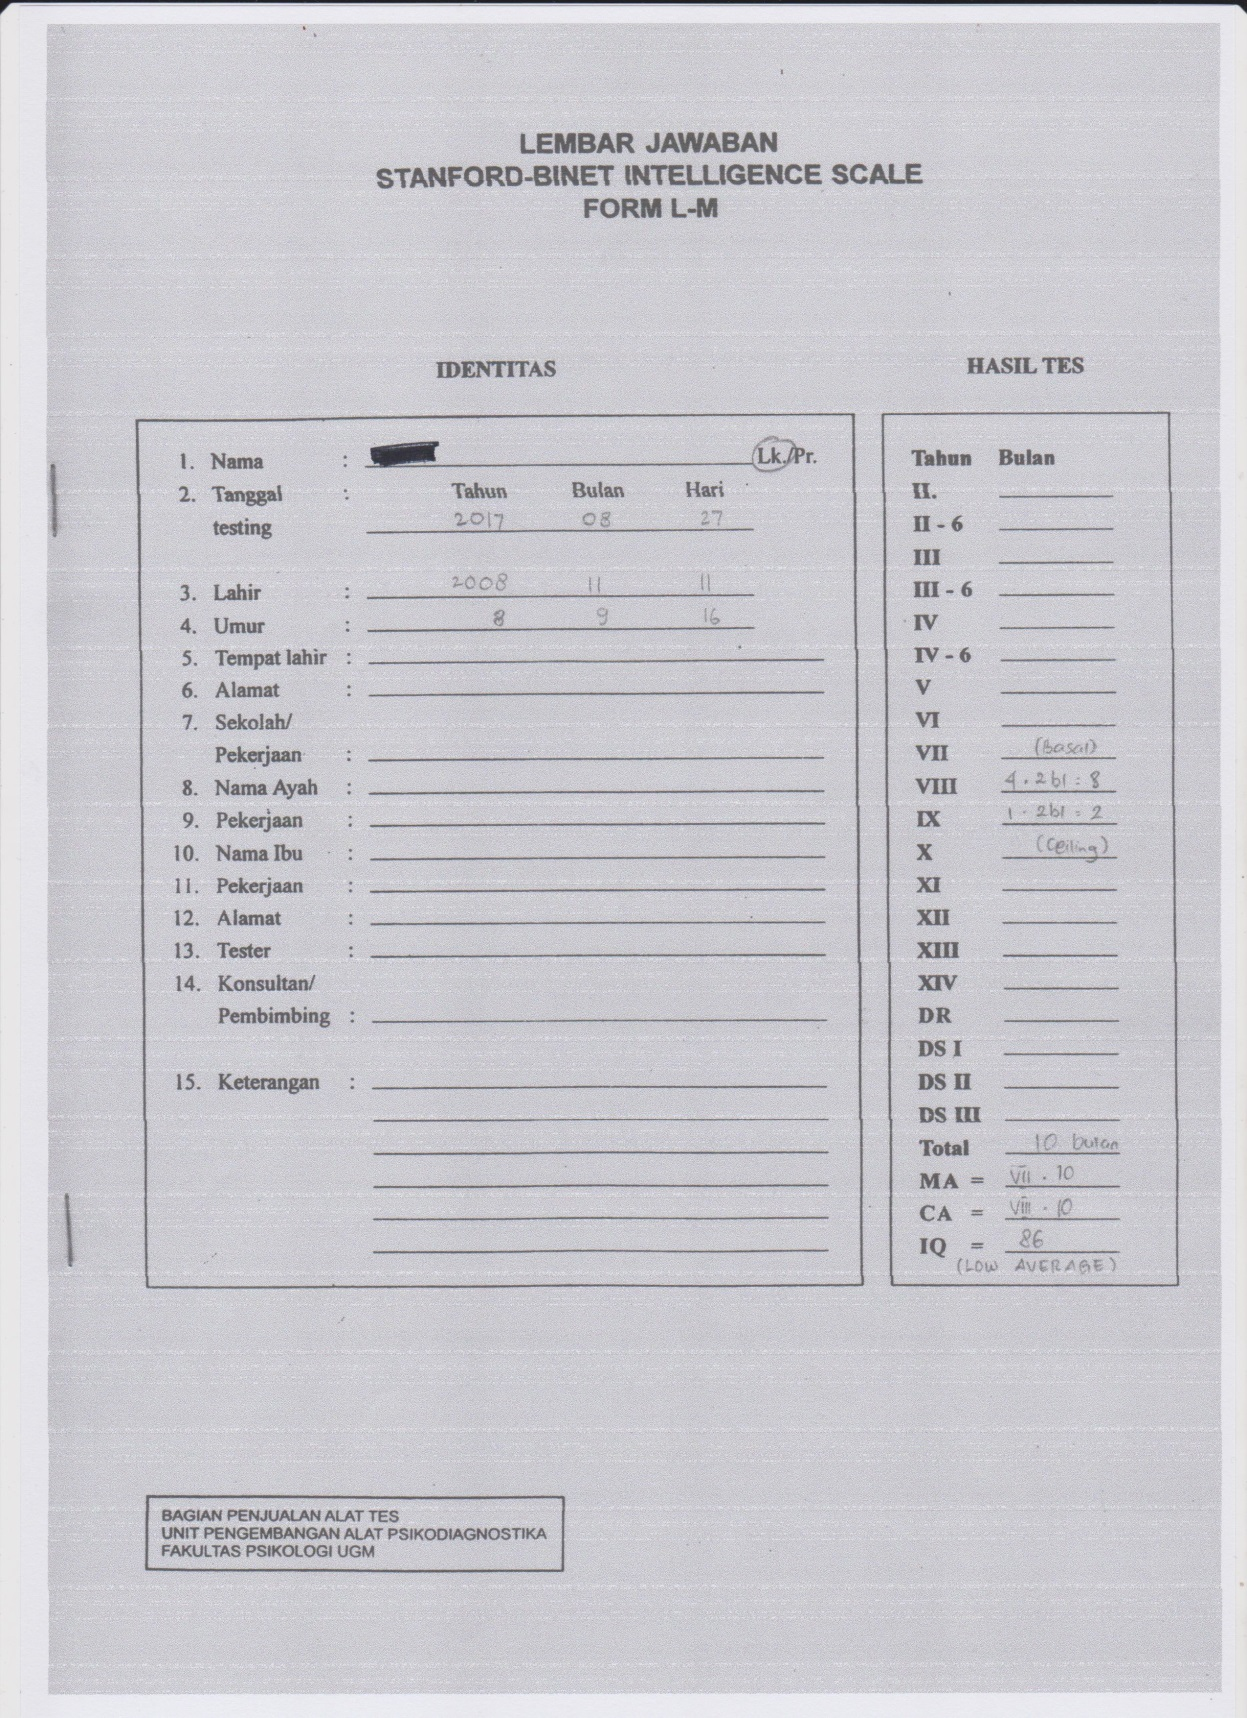 LEMBAR JAWABAN
STANFORD-BINET INTELLIGENCE SCALE
FORM L-M
IDENTITAS
1. Nama : Lk./Pr.
2. Tanggal : Tahun Bulan Hari
testing 2017 08 27
3. Lahir : 2008 11 11
4. Umur : 8 9 16
5. Tempat lahir :
6. Alamat :
7. Sekolah/
Pekerjaan :
8. Nama Ayah :
9. Pekerjaan :
10. Nama Ibu :
11. Pekerjaan :
12. Alamat :
13. Tester :
14. Konsultan/
Pembimbing :
15. Keterangan :
HASIL TES
Tahun Bulan
II.
II - 6
III
III - 6
IV
IV - 6
V
VI
VII (Basal)
VIII 4 . 2 bl = 8
IX 1 . 2bl = 2
X (Ceiling)
XI
XII
XIII
XIV
DR
DS I
DS II
DS III
Total 10 bulan
MA = VII . 10
CA = VIII - 10
IQ = 86
(LOW AVERAGE)
BAGIAN PENJUALAN ALAT TES
UNIT PENGEMBANGAN ALAT PSIKODIAGNOSTIKA
FAKULTAS PSIKOLOGI UGM